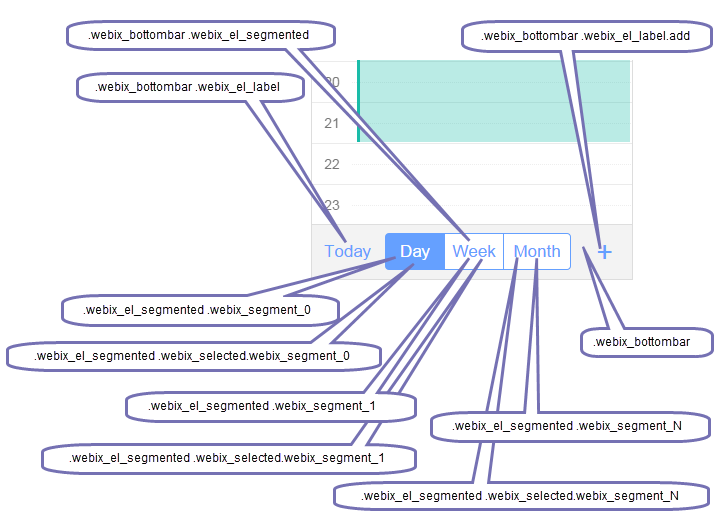 .webix_bottombar .webix_el_segmented
.webix_bottombar .webix_el_label.add
.webix_bottombar .webix_el_label
20
21
22
23
Today
Day
Week
Month
+
.webix_el_segmented .webix_segment_0
.webix_bottombar
.webix_el_segmented .webix_selected.webix_segment_0
.webix_el_segmented .webix_segment_1
.webix_el_segmented .webix_segment_N
.webix_el_segmented .webix_selected.webix_segment_1
.webix_el_segmented .webix_selected.webix_segment_N